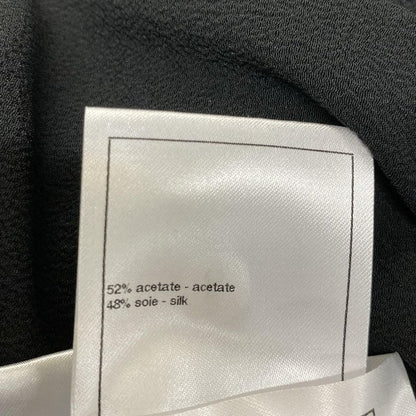 52% acetate - acetate
48% soie - silk